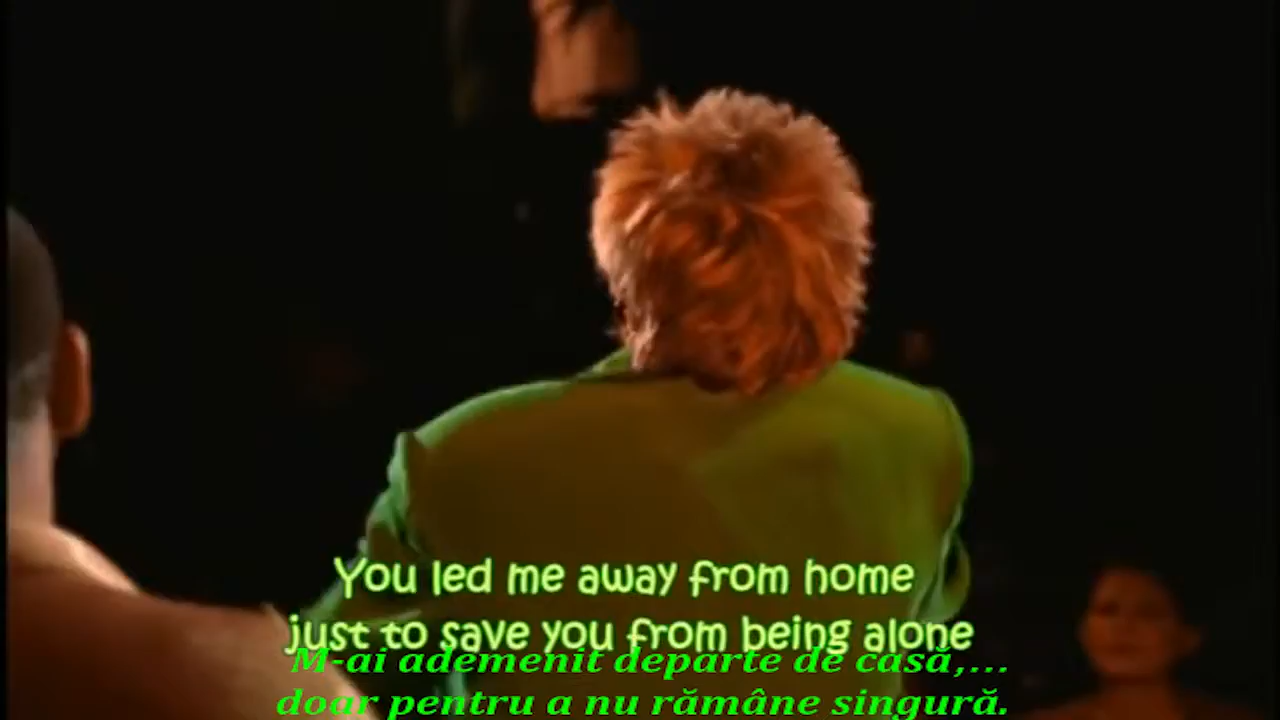 You led me away from home
just to save you from being alone
M-ai ademenit departe de casă,...
doar pentru a nu rămâne singură.